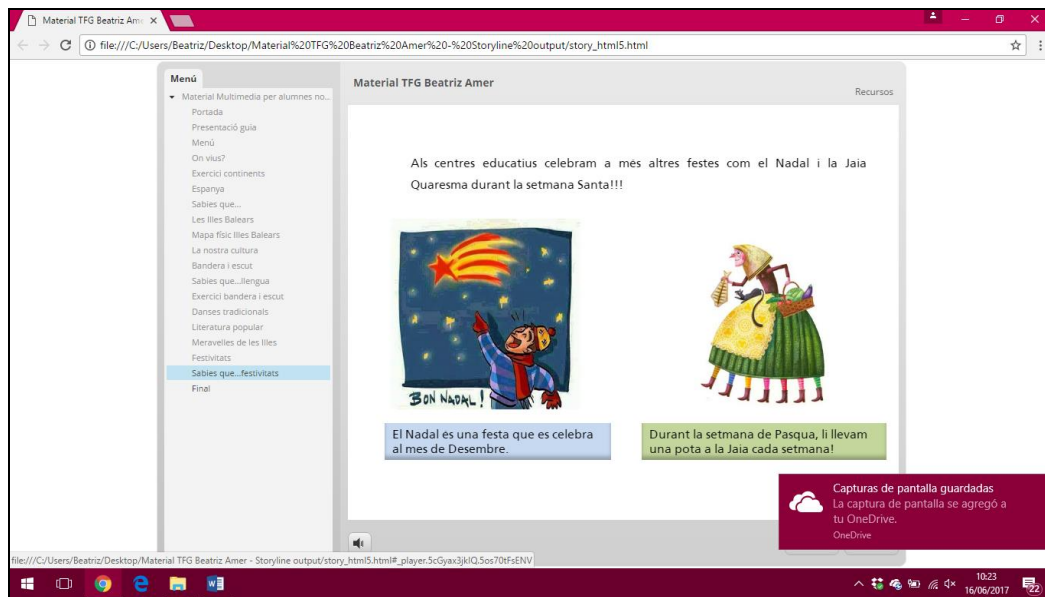 Material TFG Beatriz Ame
file:///C:/Users/Beatriz/Desktop/Material%20TFG%20Beatriz%20Amer%20-%20Storyline%20output/story_html5.html
Menú
Material Multimedia per alumnes no...
Portada
Presentació guia
Menú
On vius?
Exercici continents
Espanya
Sabies que...
Les Illes Balears
Mapa físic Illes Balears
La nostra cultura
Bandera i escut
Sabies que...llengua
Exercici bandera i escut
Danses tradicionals
Literatura popular
Meravelles de les Illes
Festivitats
Sabies que...festivitats
Final
Material TFG Beatriz Amer
Recursos
Als centres educatius celebram a més altres festes com el Nadal i la Jaia
Quaresma durant la setmana Santa!!!
BON NADAL!
El Nadal és una festa que es celebra
al mes de Desembre.
Durant la setmana de Pasqua, li llevam
una pota a la Jaia cada setmana!
Capturas de pantalla guardadas
La captura de pantalla se agregó a
tu OneDrive.
OneDrive
file:///C:/Users/Beatriz/Desktop/Material TFG Beatriz Amer - Storyline output/story_html5.html#_player.5cGyax3jklQ.5os70tFsENV
10:23
16/06/2017
22